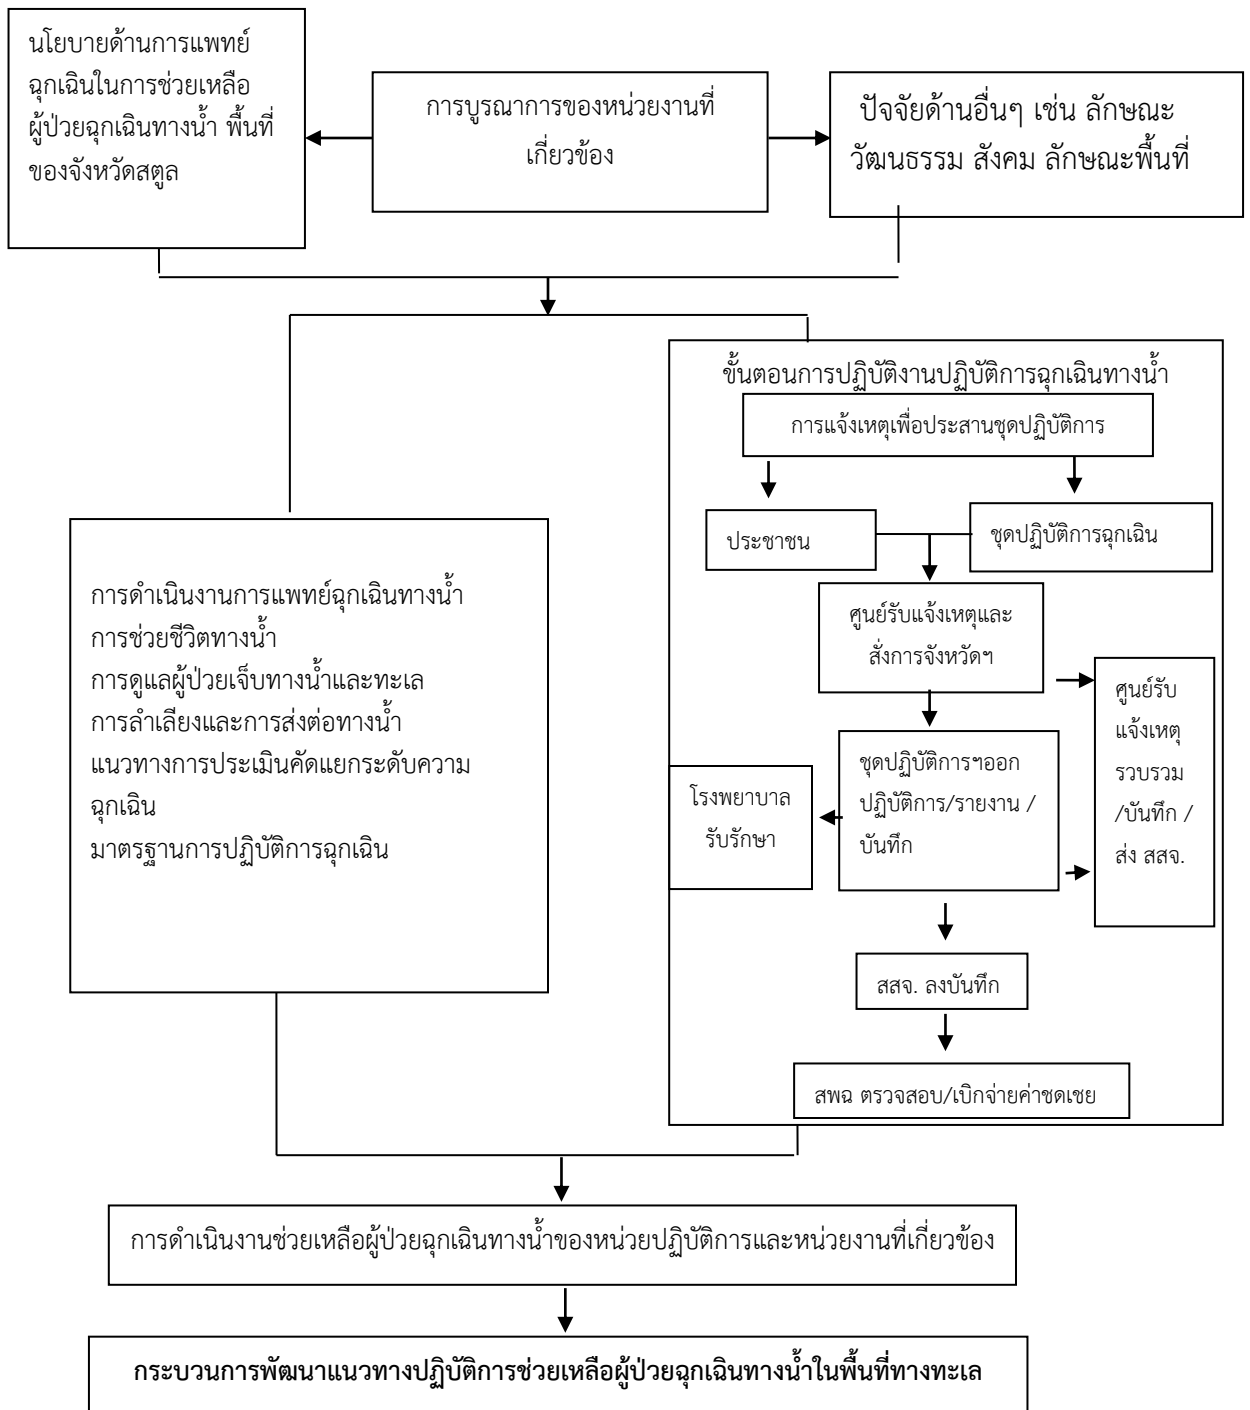 นโยบายด้านการแพทย์
ฉุกเฉินในการช่วยเหลือ
ผู้ป่วยฉุกเฉินทางน้ำ พื้นที่
ของจังหวัดสตูล
การบูรณาการของหน่วยงานที่
เกี่ยวข้อง
ปัจจัยด้านอื่นๆ เช่น ลักษณะ
วัฒนธรรม สังคม ลักษณะพื้นที่
การดำเนินงานการแพทย์ฉุกเฉินทางน้ำ
การช่วยชีวิตทางน้ำ
การดูแลผู้ป่วยเจ็บทางน้ำและทะเล
การลำเลียงและการส่งต่อทางน้ำ
แนวทางการประเมินคัดแยกระดับความ
ฉุกเฉิน
มาตรฐานการปฏิบัติการฉุกเฉิน
ขั้นตอนการปฏิบัติงานปฏิบัติการฉุกเฉินทางน้ำ
การแจ้งเหตุเพื่อประสานชุดปฏิบัติการ
ประชาชน
ชุดปฏิบัติการฉุกเฉิน
ศูนย์รับแจ้งเหตุและ
สั่งการจังหวัดฯ
ศูนย์รับ
แจ้งเหตุ
รวบรวม
/บันทึก /
ส่ง สสจ.
ชุดปฏิบัติการฯออก
ปฏิบัติการ/รายงาน /
บันทึก
โรงพยาบาล
รับรักษา
สสจ. ลงบันทึก
สพฉ ตรวจสอบ/เบิกจ่ายค่าชดเชย
การดำเนินงานช่วยเหลือผู้ป่วยฉุกเฉินทางน้ำของหน่วยปฏิบัติการและหน่วยงานที่เกี่ยวข้อง
กระบวนการพัฒนาแนวทางปฏิบัติการช่วยเหลือผู้ป่วยฉุกเฉินทางน้ำในพื้นที่ทางทะเล